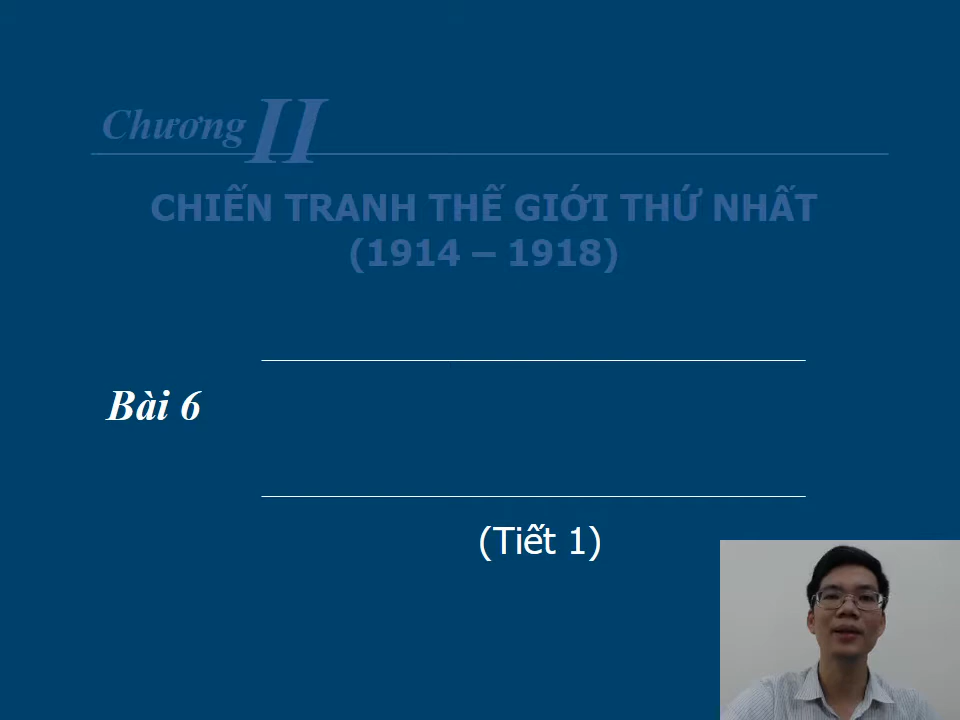 Chương II
CHIẾN TRANH THẾ GIỚI THỨ NHẤT
(1914 – 1918)
Bài 6
(Tiết 1)